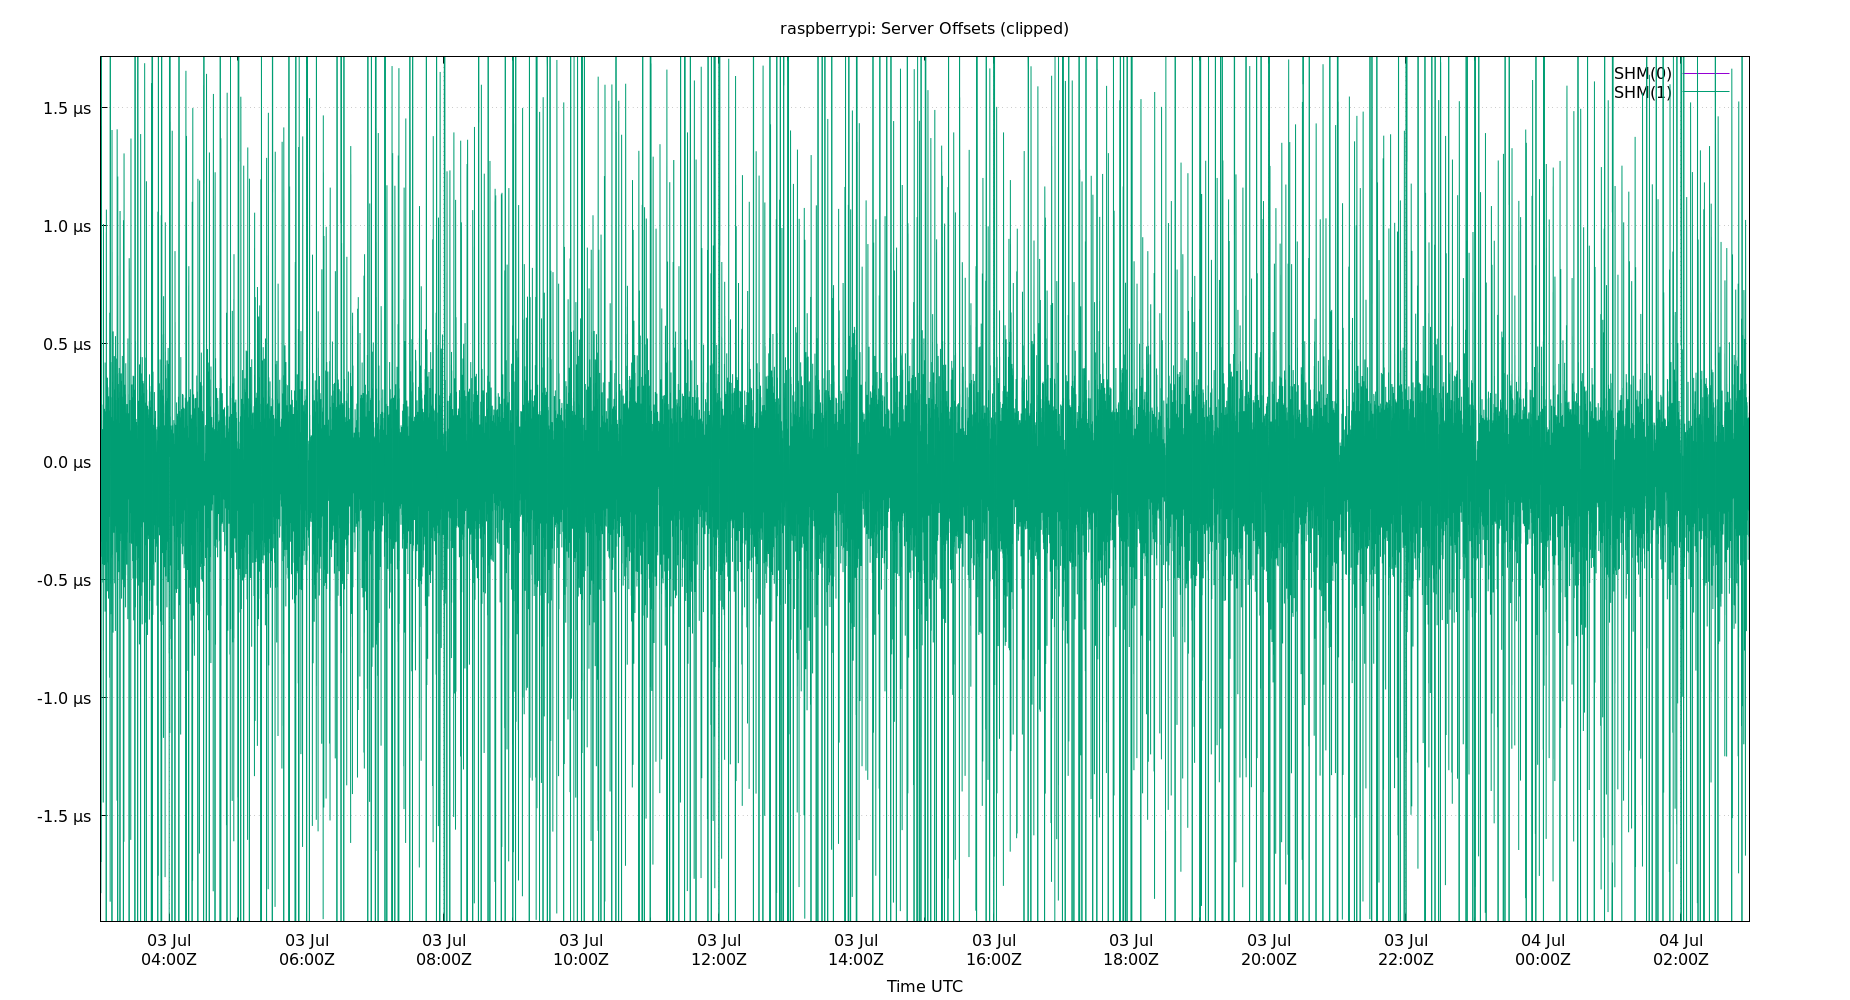 raspberrypi: Server Offsets (clipped)
SHM(0)
SHM(1)
1.5 µs
1.0 µs
0.5 µs
0.0 µs
-0.5 µs
-1.0 µs
-1.5 µs
03 Jul 03 Jul 03 Jul 03 Jul 03 Jul 03 Jul 03 Jul 03 Jul 03 Jul 03 Jul 04 Jul 04 Jul
04:00Z 06:00Z 08:00Z 10:00Z 12:00Z 14:00Z 16:00Z 18:00Z 20:00Z 22:00Z 00:00Z 02:00Z
Time UTC